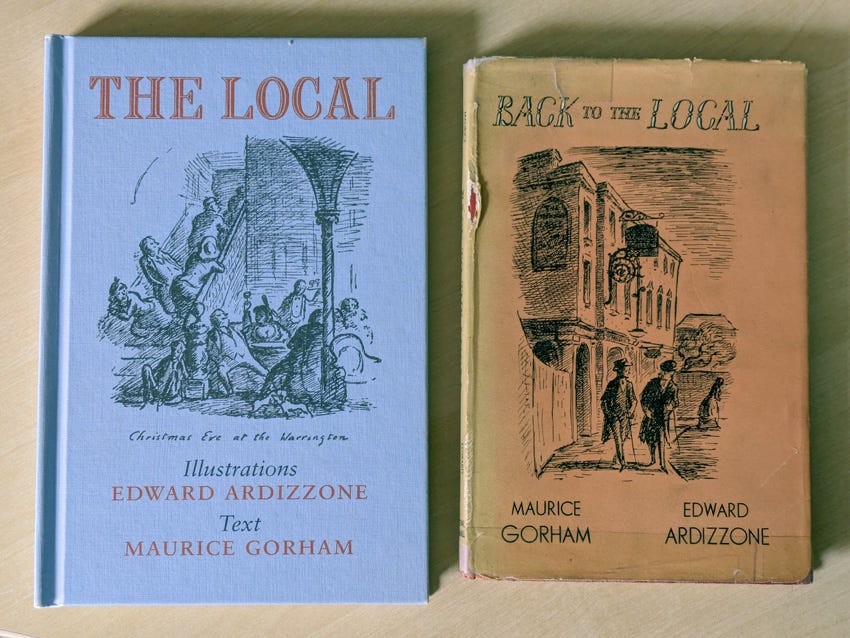 THE LOCAL
Christmas Eve at the Warrington
Illustrations
EDWARD ARDIZZONE
Text
MAURICE GORHAM
BACK TO THE LOCAL
MAURICE
GORHAM
EDWARD
ARDIZZONE